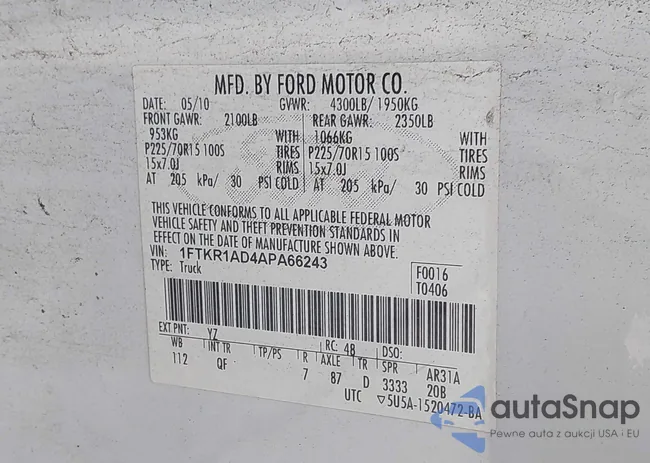 MFD. BY FORD MOTOR CO.
DATE: 05/10 GVWR: 4300LB/ 1950KG
FRONT GAWR: 2100LB REAR GAWR: 2350LB
953KG WITH 1066KG WITH
P225/70R15 100S TIRES P225/70R15 100S TIRES
15x7.0J RIMS 15x7.0J RIMS
AT 205 kPa/ 30 PSI COLD AT 205 kPa/ 30 PSI COLD
THIS VEHICLE CONFORMS TO ALL APPLICABLE FEDERAL MOTOR
VEHICLE SAFETY AND THEFT PREVENTION STANDARDS IN
EFFECT ON THE DATE OF MANUFACTURE SHOWN ABOVE.
VIN: 1FTKR1AD4APA66243 F0016
TYPE: Truck T0406
EXT PNT: YZ RC: 48 DSO:
WB INT TR TP/PS R AXLE TR SPR AR31A
112 QF 7 87 D 3333 20B
UTC ▽5U5A-1520472-BA
autaSnap
Pewne auta z aukcji USA i EU